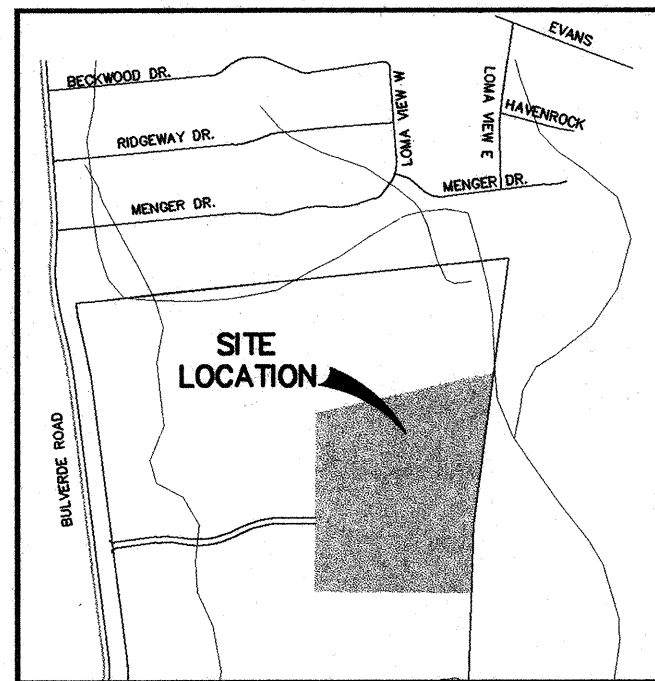 EVANS
BECKWOOD DR.
LOMA VIEW W
LOMA VIEW E
HAVENROCK
RIDGEWAY DR.
MENGER DR.
MENGER DR.
SITE
LOCATION
BULVERDE ROAD